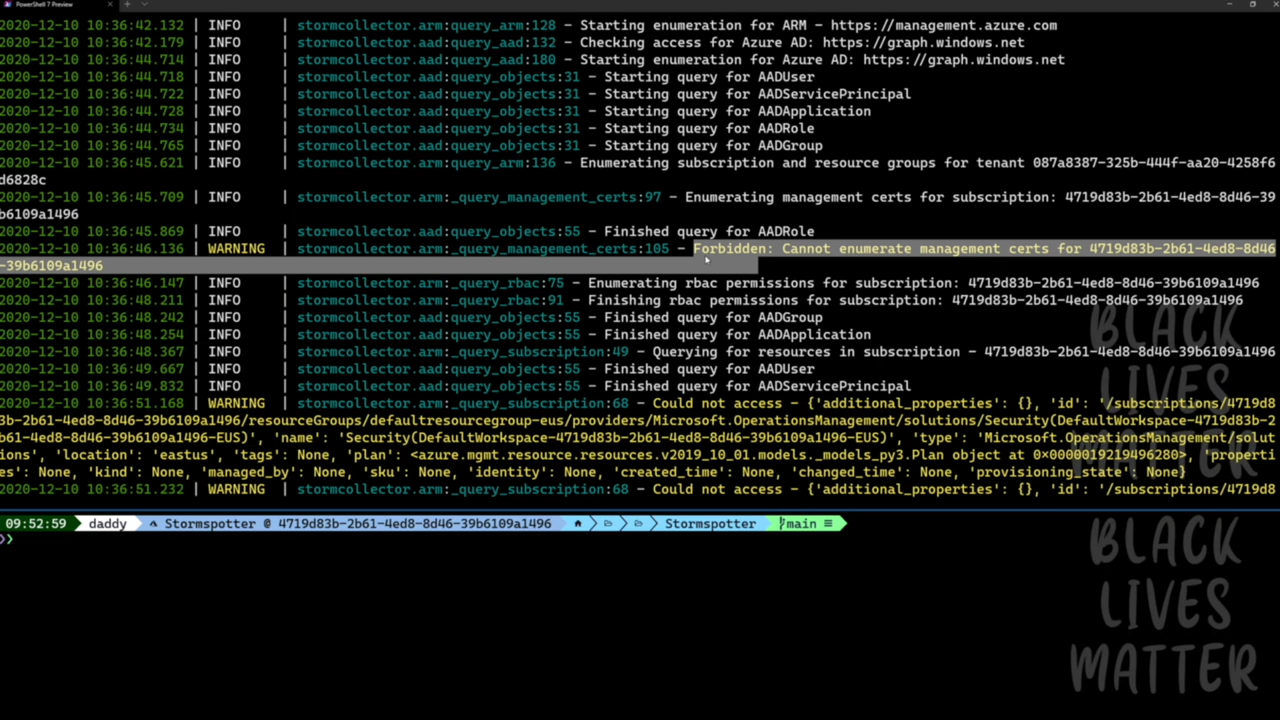 PowerShell 7 Preview
2020-12-10 10:36:42.132 | INFO     | stormcollector.arm:query_arm:128 - Starting enumeration for ARM - https://management.azure.com
2020-12-10 10:36:42.179 | INFO     | stormcollector.aad:query_aad:132 - Checking access for Azure AD: https://graph.windows.net
2020-12-10 10:36:44.714 | INFO     | stormcollector.aad:query_aad:180 - Starting enumeration for Azure AD: https://graph.windows.net
2020-12-10 10:36:44.718 | INFO     | stormcollector.aad:query_objects:31 - Starting query for AADUser
2020-12-10 10:36:44.722 | INFO     | stormcollector.aad:query_objects:31 - Starting query for AADServicePrincipal
2020-12-10 10:36:44.728 | INFO     | stormcollector.aad:query_objects:31 - Starting query for AADApplication
2020-12-10 10:36:44.734 | INFO     | stormcollector.aad:query_objects:31 - Starting query for AADRole
2020-12-10 10:36:44.765 | INFO     | stormcollector.aad:query_objects:31 - Starting query for AADGroup
2020-12-10 10:36:45.621 | INFO     | stormcollector.arm:query_arm:136 - Enumerating subscription and resource groups for tenant 087a8387-325b-444f-aa20-4258f6
d6828c
2020-12-10 10:36:45.709 | INFO     | stormcollector.arm:_query_management_certs:97 - Enumerating management certs for subscription: 4719d83b-2b61-4ed8-8d46-39
b6109a1496
2020-12-10 10:36:45.869 | INFO     | stormcollector.aad:query_objects:55 - Finished query for AADRole
2020-12-10 10:36:46.136 | WARNING  | stormcollector.arm:_query_management_certs:105 - Forbidden: Cannot enumerate management certs for 4719d83b-2b61-4ed8-8d46
-39b6109a1496
2020-12-10 10:36:46.147 | INFO     | stormcollector.arm:_query_rbac:75 - Enumerating rbac permissions for subscription: 4719d83b-2b61-4ed8-8d46-39b6109a1496
2020-12-10 10:36:48.211 | INFO     | stormcollector.arm:_query_rbac:91 - Finishing rbac permissions for subscription: 4719d83b-2b61-4ed8-8d46-39b6109a1496
2020-12-10 10:36:48.242 | INFO     | stormcollector.aad:query_objects:55 - Finished query for AADGroup
2020-12-10 10:36:48.254 | INFO     | stormcollector.aad:query_objects:55 - Finished query for AADApplication
2020-12-10 10:36:48.367 | INFO     | stormcollector.arm:_query_subscription:49 - Querying for resources in subscription - 4719d83b-2b61-4ed8-8d46-39b6109a1496
2020-12-10 10:36:49.667 | INFO     | stormcollector.aad:query_objects:55 - Finished query for AADUser
2020-12-10 10:36:49.832 | INFO     | stormcollector.aad:query_objects:55 - Finished query for AADServicePrincipal
2020-12-10 10:36:51.168 | WARNING  | stormcollector.arm:_query_subscription:68 - Could not access - {'additional_properties': {}, 'id': '/subscriptions/4719d8
3b-2b61-4ed8-8d46-39b6109a1496/resourceGroups/defaultresourcegroup-eus/providers/Microsoft.OperationsManagement/solutions/Security(DefaultWorkspace-4719d83b-2
b61-4ed8-8d46-39b6109a1496-EUS)', 'name': 'Security(DefaultWorkspace-4719d83b-2b61-4ed8-8d46-39b6109a1496-EUS)', 'type': 'Microsoft.OperationsManagement/solut
ions', 'location': 'eastus', 'tags': None, 'plan': <azure.mgmt.resource.resources.v2019_10_01.models._models_py3.Plan object at 0x0000019219496280>, 'properti
es': None, 'kind': None, 'managed_by': None, 'sku': None, 'identity': None, 'created_time': None, 'changed_time': None, 'provisioning_state': None}
2020-12-10 10:36:51.232 | WARNING  | stormcollector.arm:_query_subscription:68 - Could not access - {'additional_properties': {}, 'id': '/subscriptions/4719d8
BLACK
LIVES
MATTER
09:52:59 daddy Stormspotter @ 4719d83b-2b61-4ed8-8d46-39b6109a1496 Stormspotter main ≡
❯❯
BLACK
LIVES
MATTER